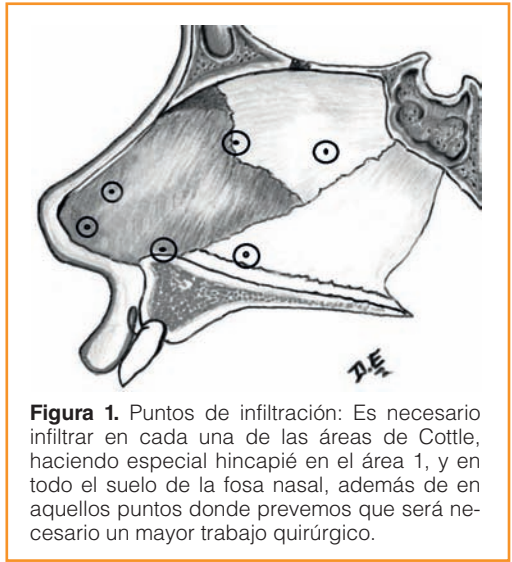 D.E
Figura 1. Puntos de infiltración: Es necesario
infiltrar en cada una de las áreas de Cottle,
haciendo especial hincapié en el área 1, y en
todo el suelo de la fosa nasal, además de en
aquellos puntos donde prevemos que será ne-
cesario un mayor trabajo quirúrgico.